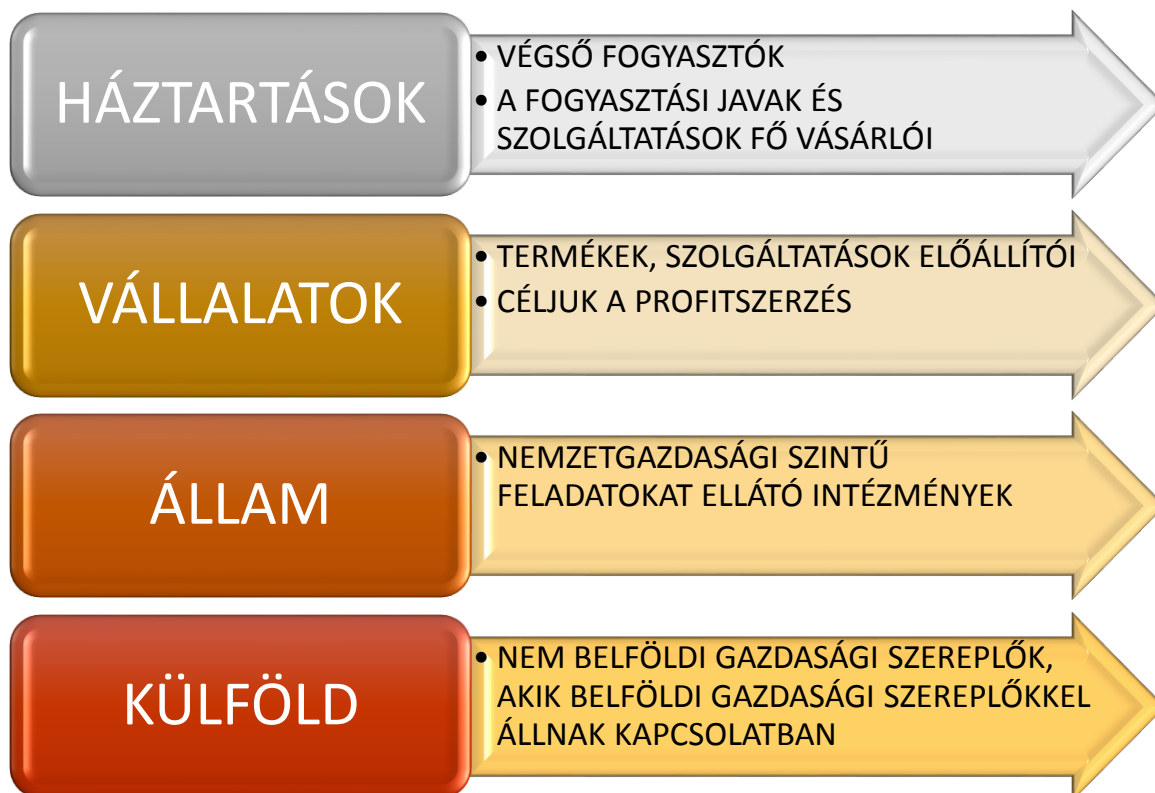 HÁZTARTÁSOK
• VÉGSŐ FOGYASZTÓK
• A FOGYASZTÁSI JAVAK ÉS
SZOLGÁLTATÁSOK FŐ VÁSÁRLÓI
VÁLLALATOK
• TERMÉKEK, SZOLGÁLTATÁSOK ELŐÁLLÍTÓI
• CÉLJUK A PROFITSZERZÉS
ÁLLAM
• NEMZETGAZDASÁGI SZINTŰ
FELADATOKAT ELLÁTÓ INTÉZMÉNYEK
KÜLFÖLD
• NEM BELFÖLDI GAZDASÁGI SZEREPLŐK,
AKIK BELFÖLDI GAZDASÁGI SZEREPLŐKKEL
ÁLLNAK KAPCSOLATBAN